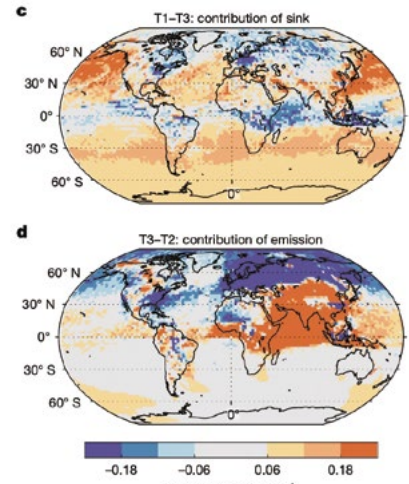 c
T1–T3: contribution of sink
60° N
30° N
0°
30° S
60° S
0°
d
T3–T2: contribution of emission
60° N
30° N
0°
30° S
60° S
0°
−0.18 −0.06 0.06 0.18